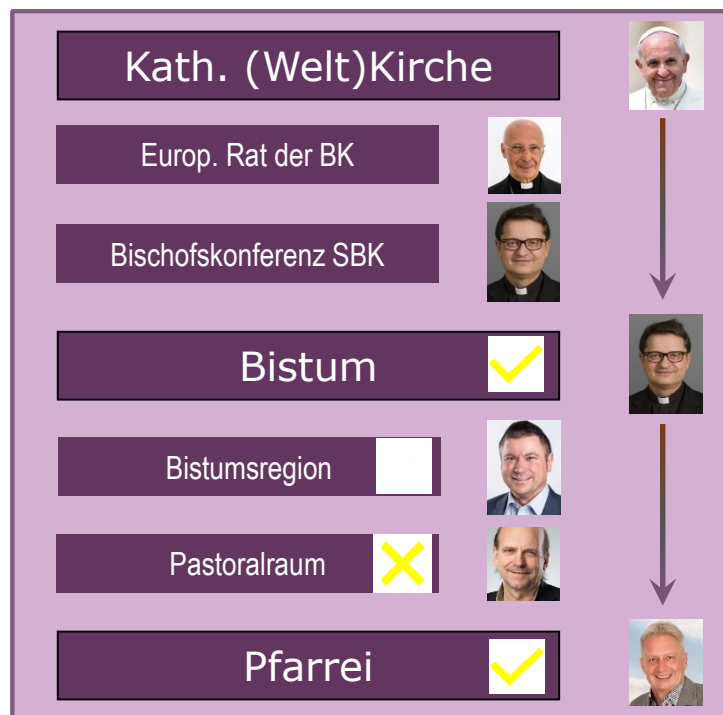 Kath. (Welt)Kirche
Europ. Rat der BK
Bischofskonferenz SBK
Bistum
Bistumsregion
Pastoralraum
Pfarrei